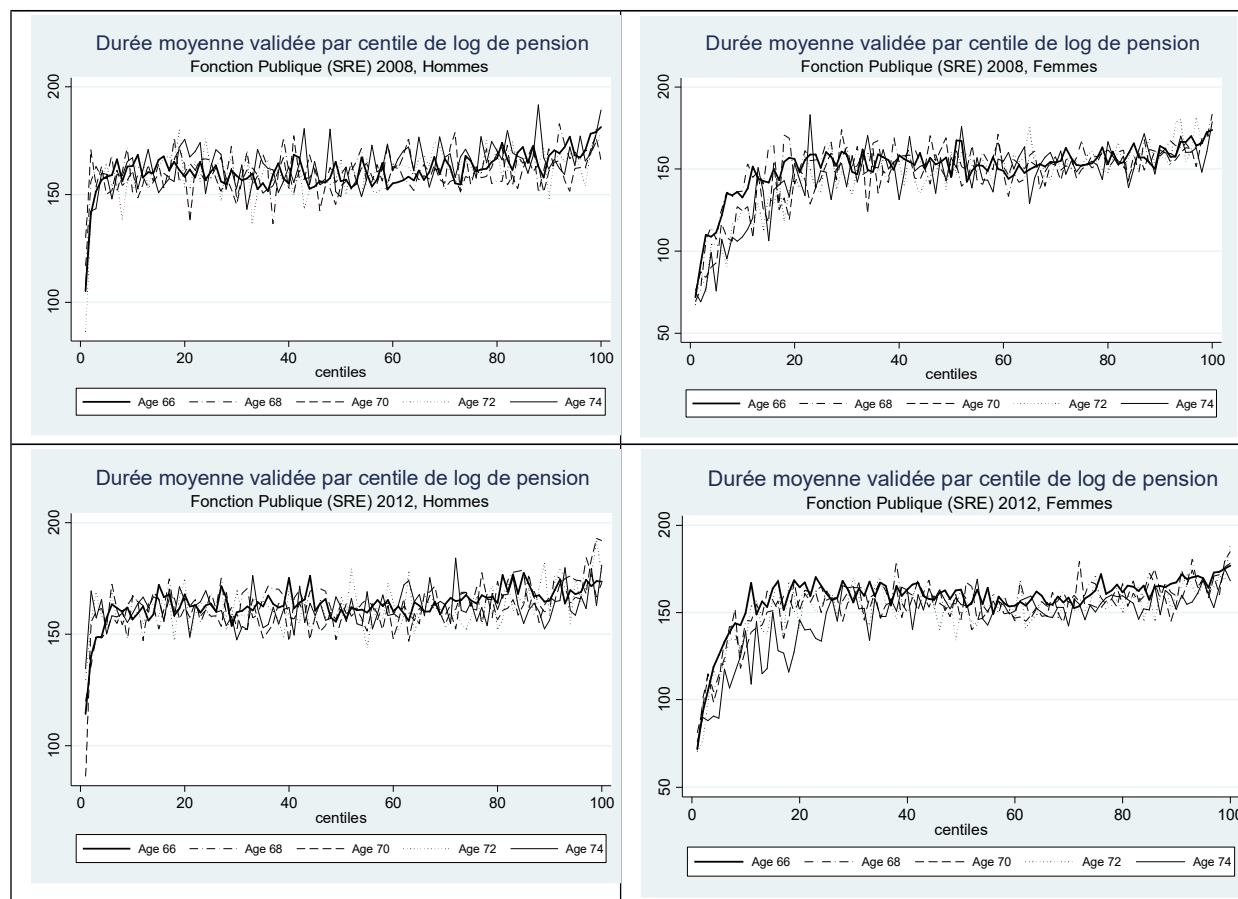 Durée moyenne validée par centile de log de pension
Fonction Publique (SRE) 2008, Hommes
200
150
100
0 20 40 60 80 100
centiles
Age 66 Age 68 Age 70 Age 72 Age 74
Durée moyenne validée par centile de log de pension
Fonction Publique (SRE) 2008, Femmes
200
150
100
50
0 20 40 60 80 100
centiles
Age 66 Age 68 Age 70 Age 72 Age 74
Durée moyenne validée par centile de log de pension
Fonction Publique (SRE) 2012, Hommes
200
150
100
0 20 40 60 80 100
centiles
Age 66 Age 68 Age 70 Age 72 Age 74
Durée moyenne validée par centile de log de pension
Fonction Publique (SRE) 2012, Femmes
200
150
100
50
0 20 40 60 80 100
centiles
Age 66 Age 68 Age 70 Age 72 Age 74